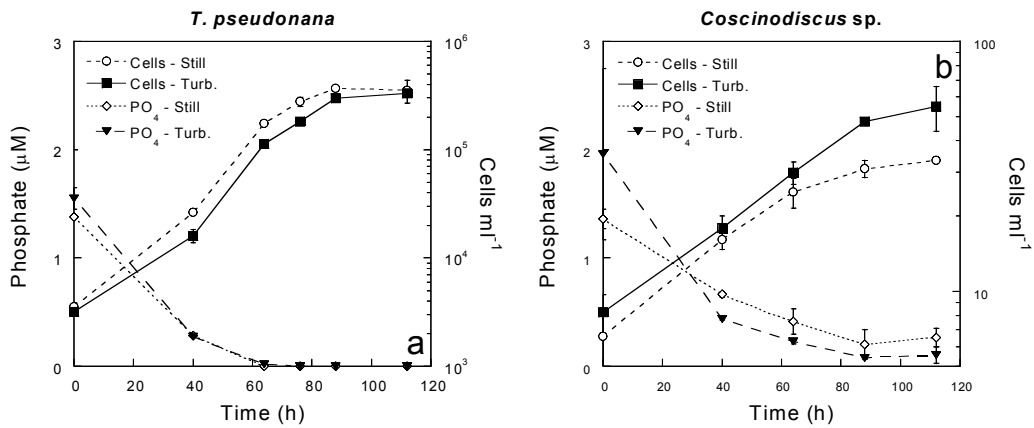 T. pseudonana
3
2
1
0
Phosphate (μM)
Cells - Still
Cells - Turb.
PO4 - Still
PO4 - Turb.
a
10^6
10^5
10^4
10^3
Cells ml^-1
0 20 40 60 80 100 120
Time (h)
Coscinodiscus sp.
3
2
1
0
Phosphate (μM)
Cells - Still
Cells - Turb.
PO4 - Still
PO4 - Turb.
b
100
10
Cells ml^-1
0 20 40 60 80 100 120
Time (h)